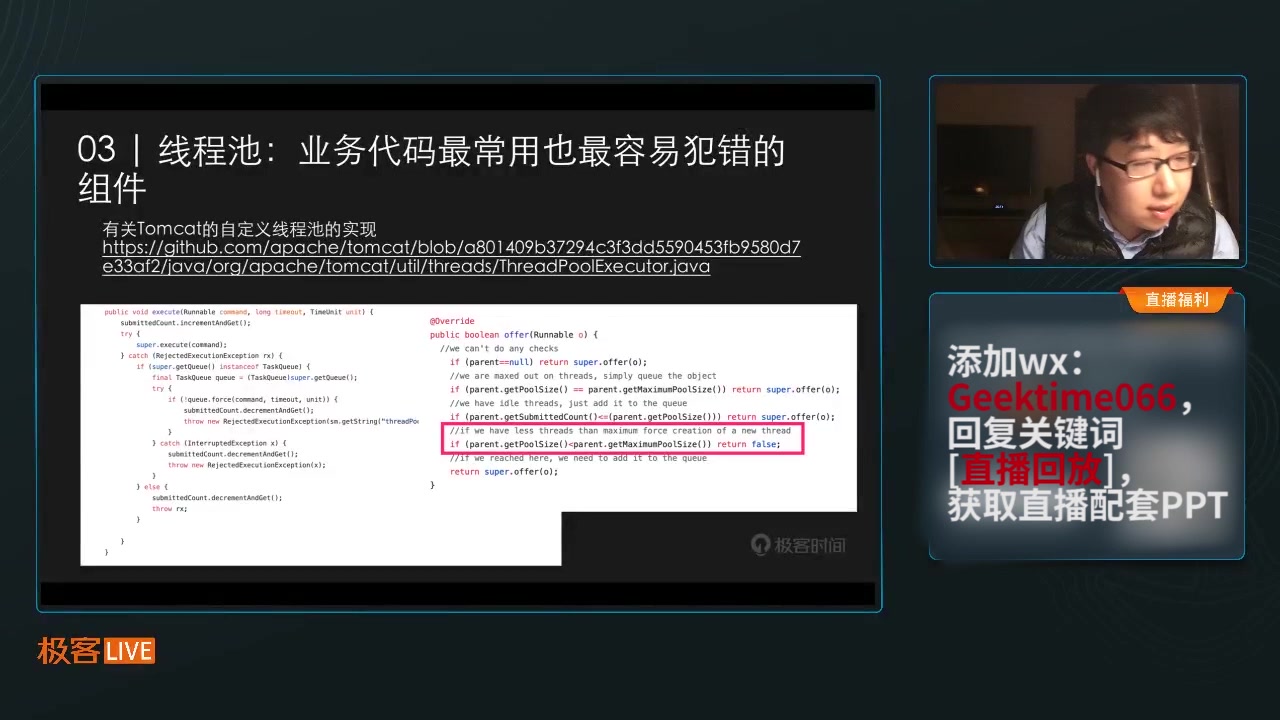 03 | 线程池：业务代码最常用也最容易犯错的
组件
有关Tomcat的自定义线程池的实现
https://github.com/apache/tomcat/blob/a801409b37294c3f3dd5590453fb9580d7
e33af2/java/org/apache/tomcat/util/threads/ThreadPoolExecutor.java
public void execute(Runnable command, long timeout, TimeUnit unit) {
submittedCount.incrementAndGet();
try {
super.execute(command);
} catch (RejectedExecutionException rx) {
if (super.getQueue() instanceof TaskQueue) {
final TaskQueue queue = (TaskQueue)super.getQueue();
try {
if (!queue.force(command, timeout, unit)) {
submittedCount.decrementAndGet();
throw new RejectedExecutionException(sm.getString("threadPoo
}
} catch (InterruptedException x) {
submittedCount.decrementAndGet();
throw new RejectedExecutionException(x);
}
} else {
submittedCount.decrementAndGet();
throw rx;
}
}
}
@Override
public boolean offer(Runnable o) {
//we can't do any checks
if (parent==null) return super.offer(o);
//we are maxed out on threads, simply queue the object
if (parent.getPoolSize() == parent.getMaximumPoolSize()) return super.offer(o);
//we have idle threads, just add it to the queue
if (parent.getSubmittedCount()<=(parent.getPoolSize())) return super.offer(o);
//if we have less threads than maximum force creation of a new thread
if (parent.getPoolSize()<parent.getMaximumPoolSize()) return false;
//if we reached here, we need to add it to the queue
return super.offer(o);
}
极客时间
直播福利
添加wx：
Geektime066，
回复关键词
[直播回放]，
获取直播配套PPT
极客LIVE